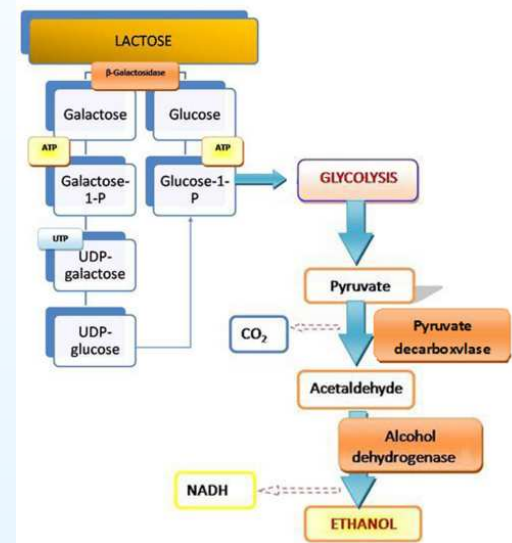 LACTOSE
β-Galactosidase
Galactose
Glucose
ATP
ATP
Galactose-
1-P
Glucose-1-
P
GLYCOLYSIS
UTP
UDP-
galactose
Pyruvate
UDP-
glucose
CO₂
Pyruvate
decarboxvlase
Acetaldehyde
Alcohol
dehydrogenase
NADH
ETHANOL